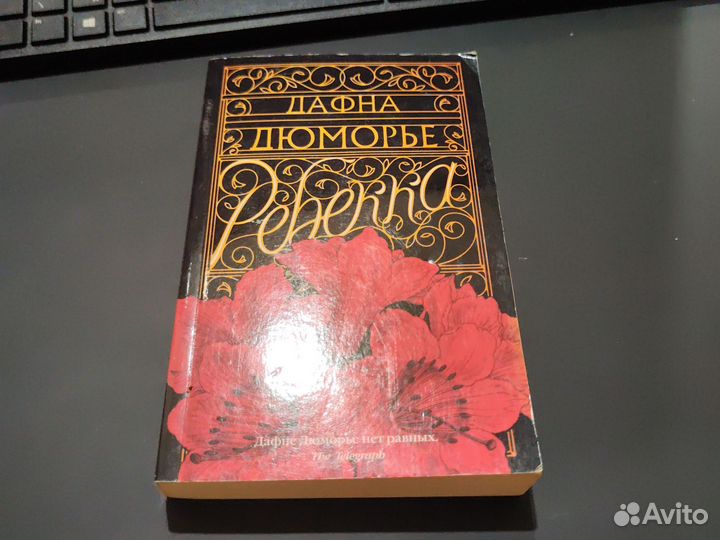 ДАФНА
ДЮМОРЬЕ
Ребекка
Дафне Дюморье нет равных.
The Telegraph
Avito